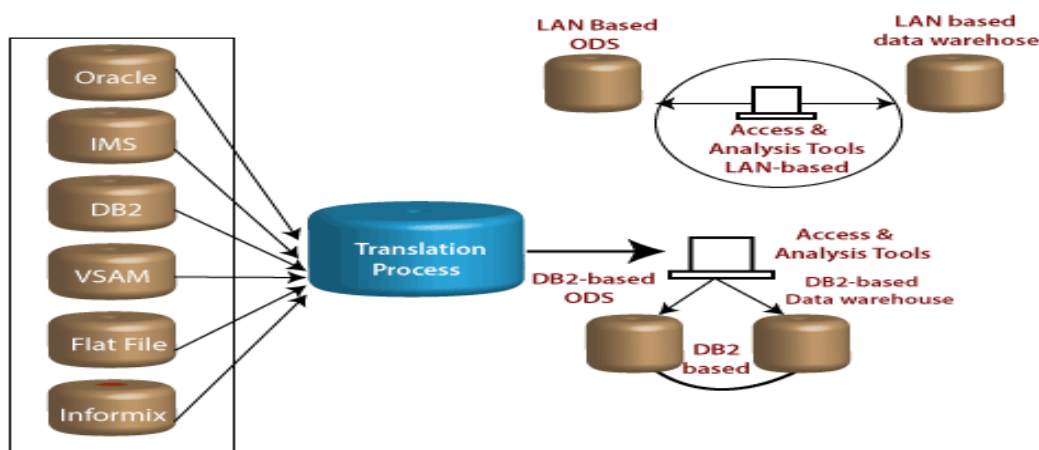 Oracle
IMS
DB2
VSAM
Flat File
Informix
Translation
Process
LAN Based
ODS
LAN based
data warehose
Access &
Analysis Tools
LAN-based
Access &
Analysis Tools
DB2-based
ODS
DB2-based
Data warehouse
DB2
based